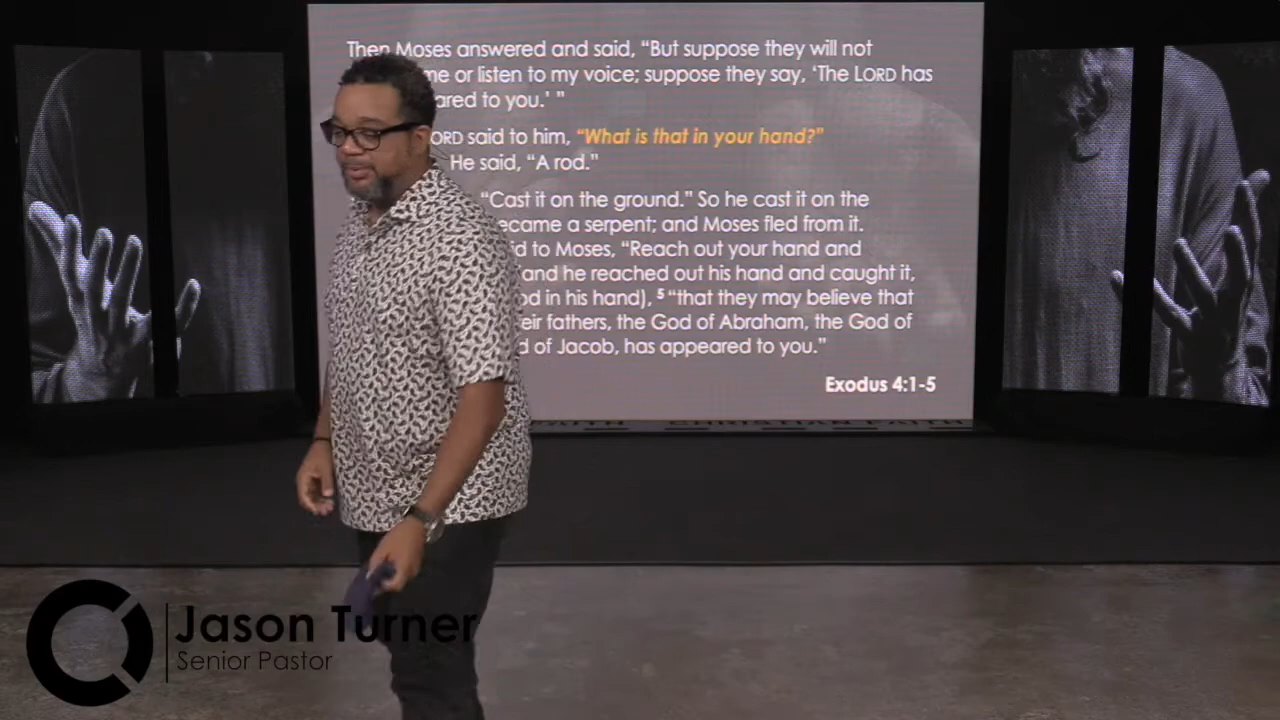 Then Moses answered and said, “But suppose they will not
me or listen to my voice; suppose they say, ‘The LORD has
ared to you.’ ”
ORD said to him, “What is that in your hand?”
He said, “A rod.”
“Cast it on the ground.” So he cast it on the
ecame a serpent; and Moses fled from it.
id to Moses, “Reach out your hand and
(and he reached out his hand and caught it,
od in his hand), 5 “that they may believe that
eir fathers, the God of Abraham, the God of
d of Jacob, has appeared to you.”
Exodus 4:1-5
FAITH CHRISTIAN FAITH
Jason Turner
Senior Pastor